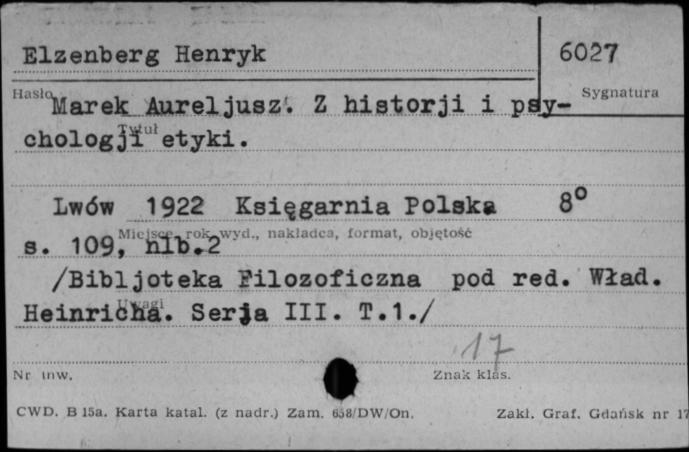 Elzenberg Henryk 6027
Hasło Sygnatura
Marek Aureljusz. Z historji i psy-
Tytuł
chologji etyki.
Lwów 1922 Księgarnia Polska 8°
Miejsce, rok wyd., nakładca, format, objętość
s. 109, nlb.2
/Bibljoteka Filozoficzna pod red. Wład.
Uwagi
Heinricha. Serja III. T.1./
17
Nr inw. Znak klas.
CWD. B 15a. Karta katal. (z nadr.) Zam. 658/DW/On. Zakł. Graf. Gdańsk nr 17